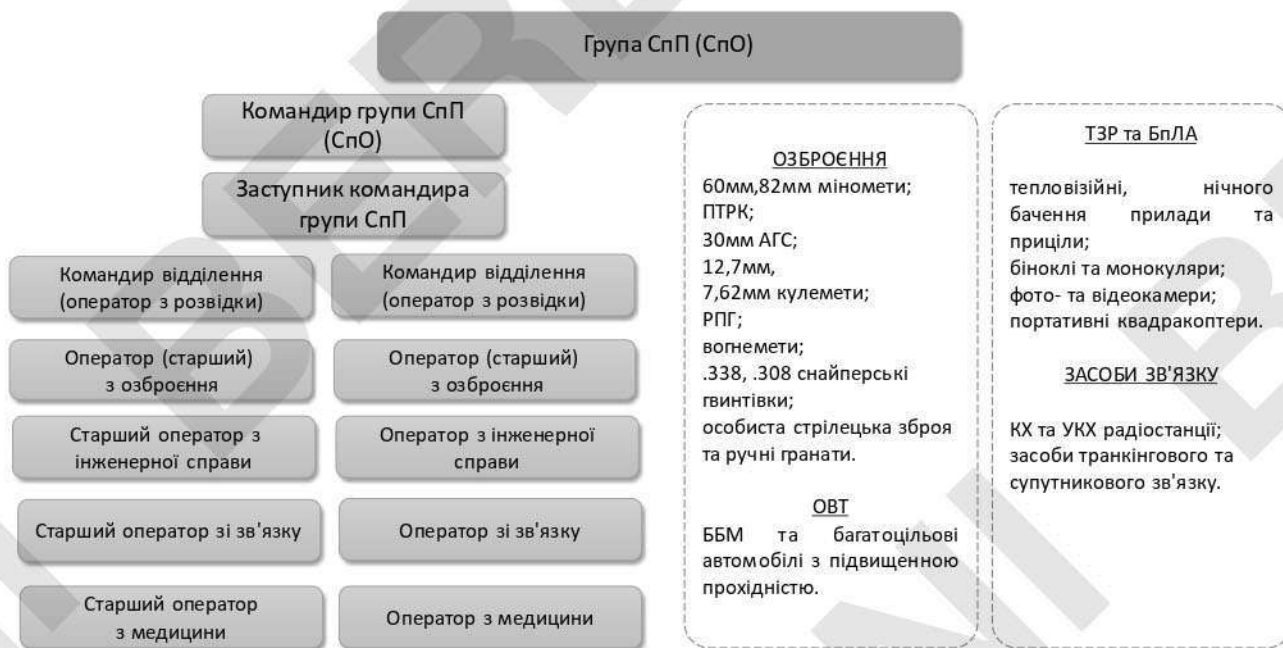 Група СпП (СпО)
Командир групи СпП
(СпО)
Заступник командира
групи СпП
Командир відділення
(оператор з розвідки)
Командир відділення
(оператор з розвідки)
Оператор (старший)
з озброєння
Оператор (старший)
з озброєння
Старший оператор з
інженерної справи
Оператор з інженерної
справи
Старший оператор зі зв'язку
Оператор зі зв'язку
Старший оператор
з медицини
Оператор з медицини
ОЗБРОЄННЯ
60мм,82мм міномети;
ПТРК;
30мм АГС;
12,7мм,
7,62мм кулемети;
РПГ;
вогнемети;
.338, .308 снайперські
гвинтівки;
особиста стрілецька зброя
та ручні гранати.
ОВТ
ББМ та багатоцільові
автомобілі з підвищенною
прохідністю.
ТЗР та БпЛА
тепловізійні, нічного
бачення прилади та
приціли;
біноклі та монокуляри;
фото- та відеокамери;
портативні квадракоптери.
ЗАСОБИ ЗВ'ЯЗКУ
КХ та УКХ радіостанції;
засоби транкінгового та
супутникового зв'язку.